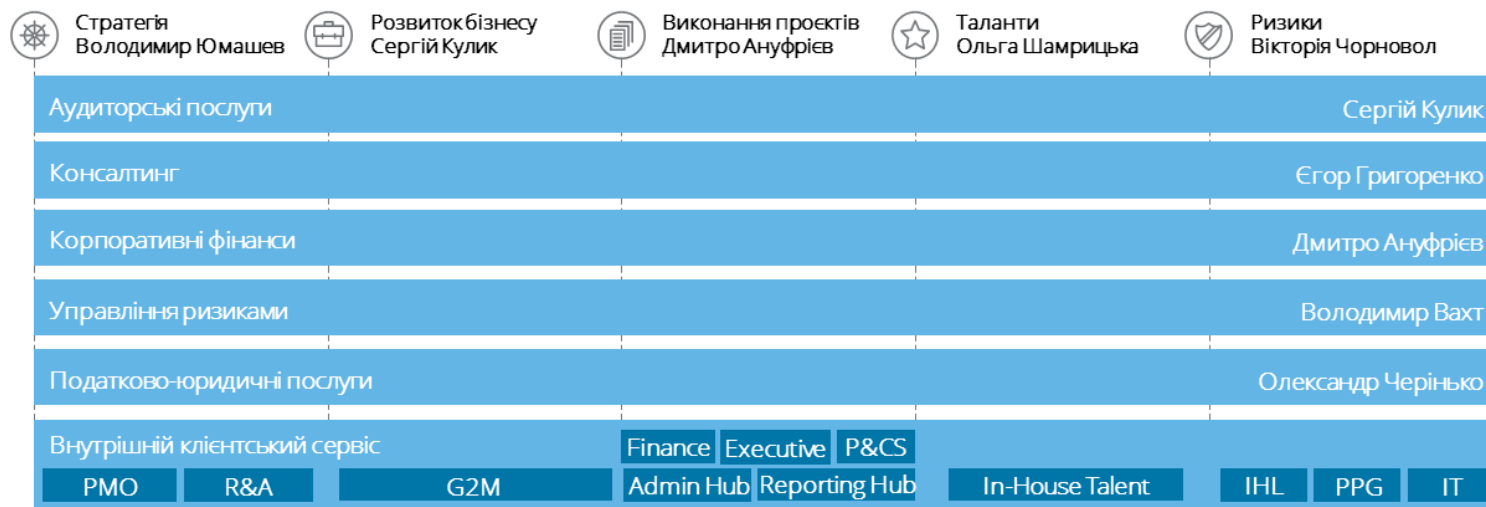 Стратегія
Володимир Юмашев
Розвиток бізнесу
Сергій Кулик
Виконання проєктів
Дмитро Ануфрієв
Таланти
Ольга Шамрицька
Ризики
Вікторія Чорновол
Аудиторські послуги
Сергій Кулик
Консалтинг
Єгор Григоренко
Корпоративні фінанси
Дмитро Ануфрієв
Управління ризиками
Володимир Вахт
Податково-юридичні послуги
Олександр Черінько
Внутрішній клієнтський сервіс
Finance
Executive
P&CS
PMO
R&A
G2M
Admin Hub
Reporting Hub
In-House Talent
IHL
PPG
IT